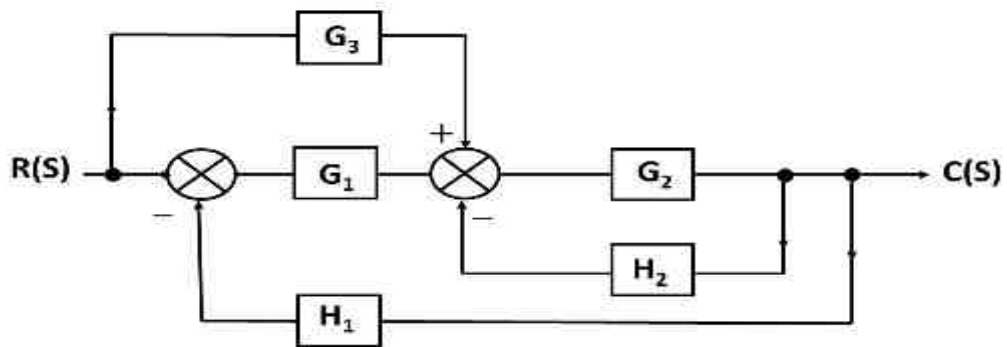 G₃
+
R(S)
G₁
G₂
C(S)
−
−
H₂
H₁